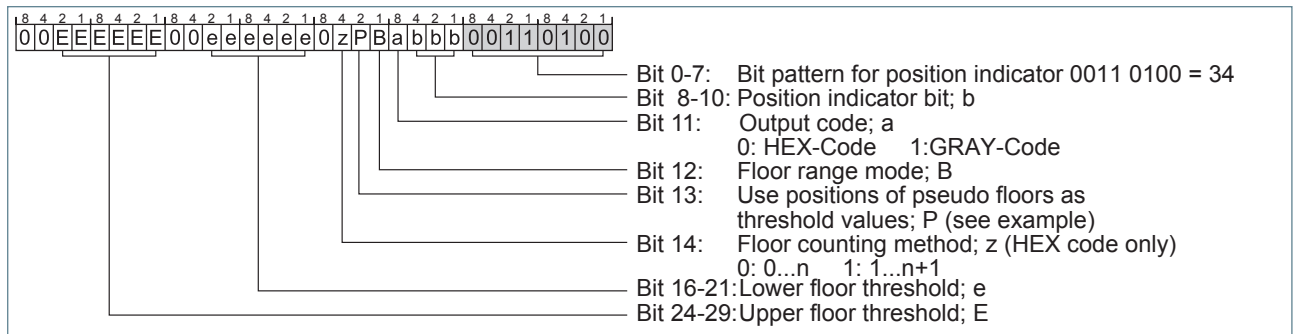 8 4 2 1 8 4 2 1 8 4 2 1 8 4 2 1 8 4 2 1 8 4 2 1 8 4 2 1 8 4 2 1
0 0 E E E E E E 0 0 e e e e e e 0 z P B a b b b 0 0 1 1 0 1 0 0
Bit 0-7: Bit pattern for position indicator 0011 0100 = 34
Bit 8-10: Position indicator bit; b
Bit 11: Output code; a
0: HEX-Code 1:GRAY-Code
Bit 12: Floor range mode; B
Bit 13: Use positions of pseudo floors as
threshold values; P (see example)
Bit 14: Floor counting method; z (HEX code only)
0: 0...n 1: 1...n+1
Bit 16-21:Lower floor threshold; e
Bit 24-29:Upper floor threshold; E